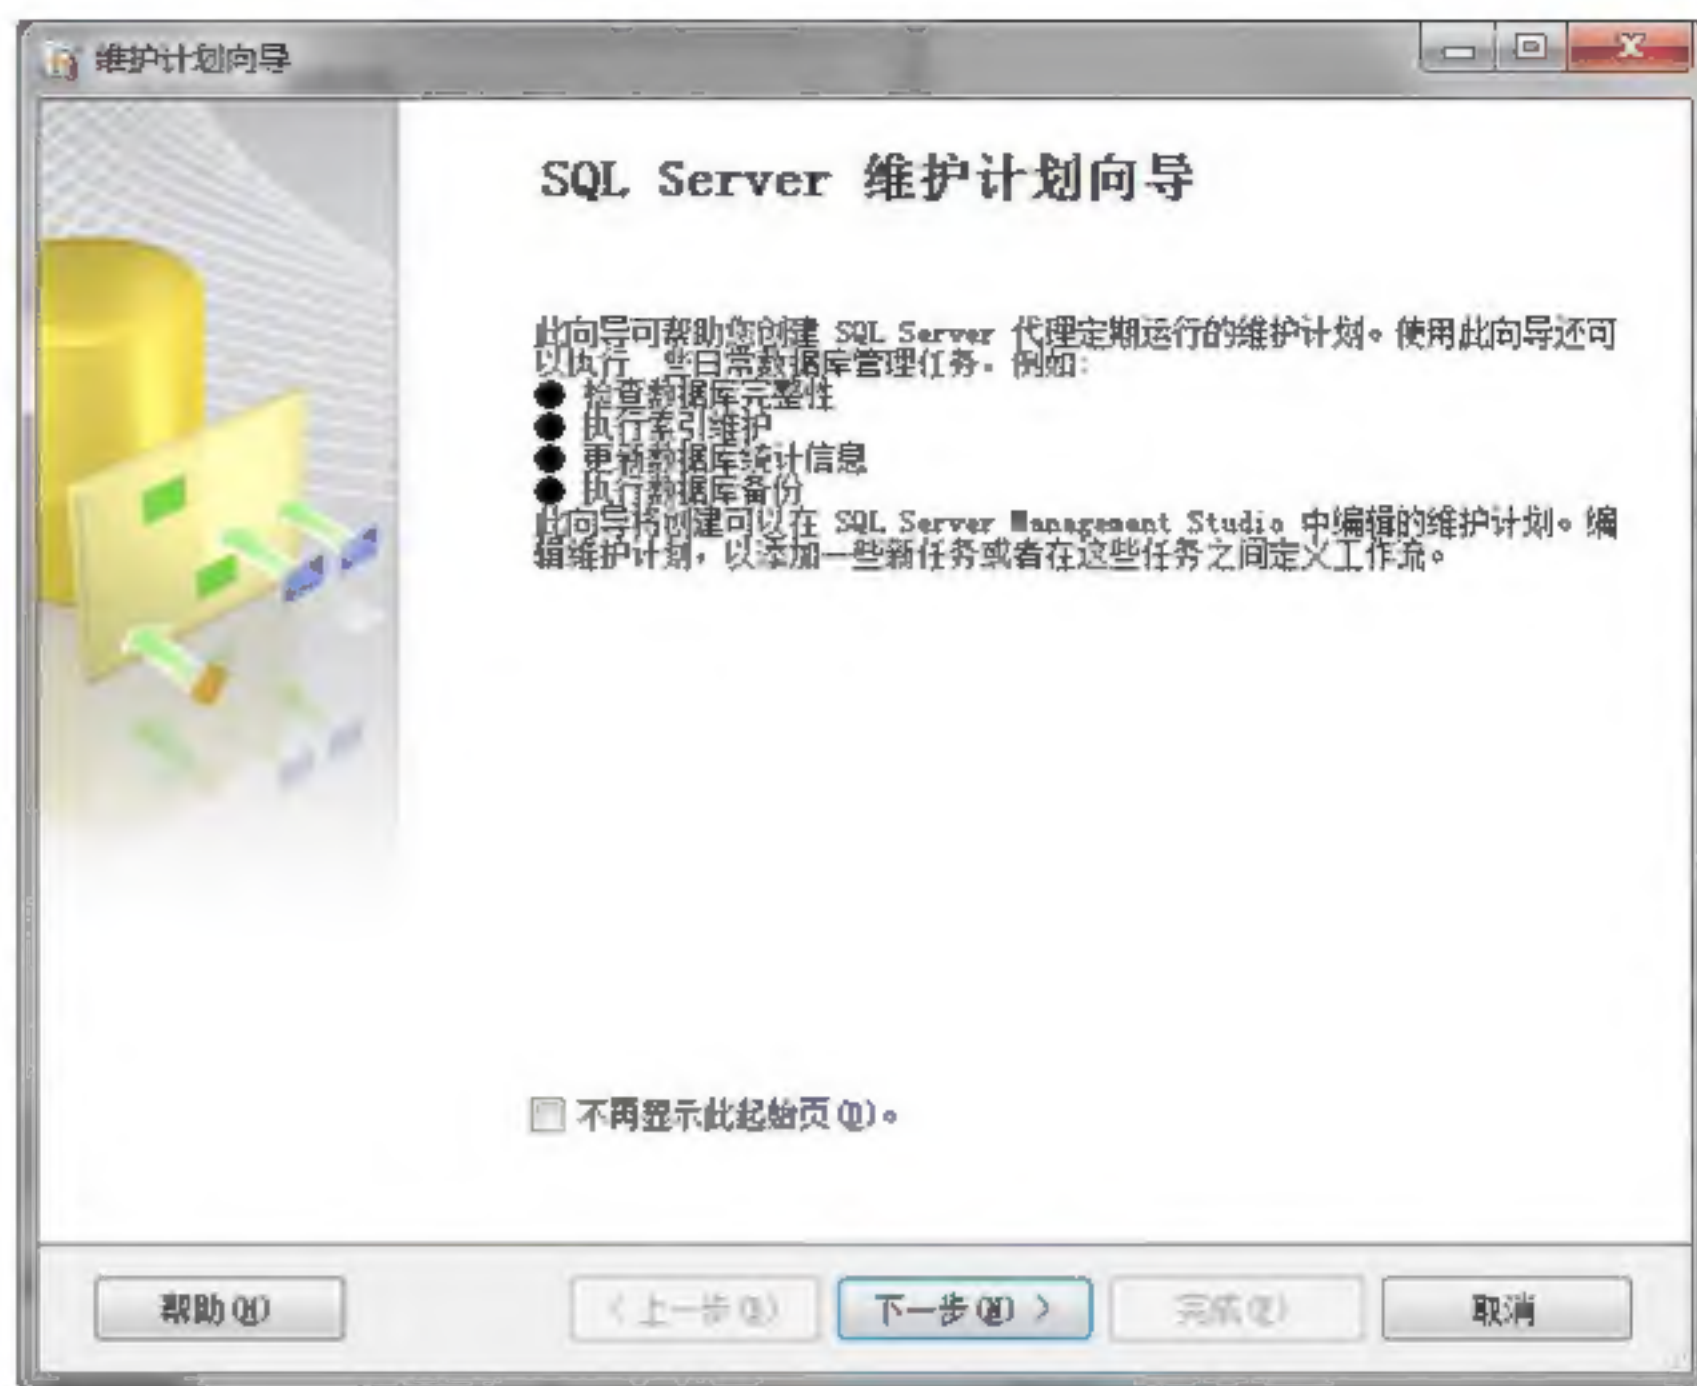 维护计划向导
SQL Server 维护计划向导
此向导可帮助您创建 SQL Server 代理定期运行的维护计划。使用此向导还可
以执行一些日常数据库管理任务。例如:
● 检查数据库完整性
● 执行索引维护
● 更新数据库统计信息
● 执行数据库备份
此向导将创建可以在 SQL Server Management Studio 中编辑的维护计划。编
辑维护计划，以添加一些新任务或者在这些任务之间定义工作流。
不再显示此起始页(D)。
帮助(H)
< 上一步(B)
下一步(N) >
完成(F)
取消